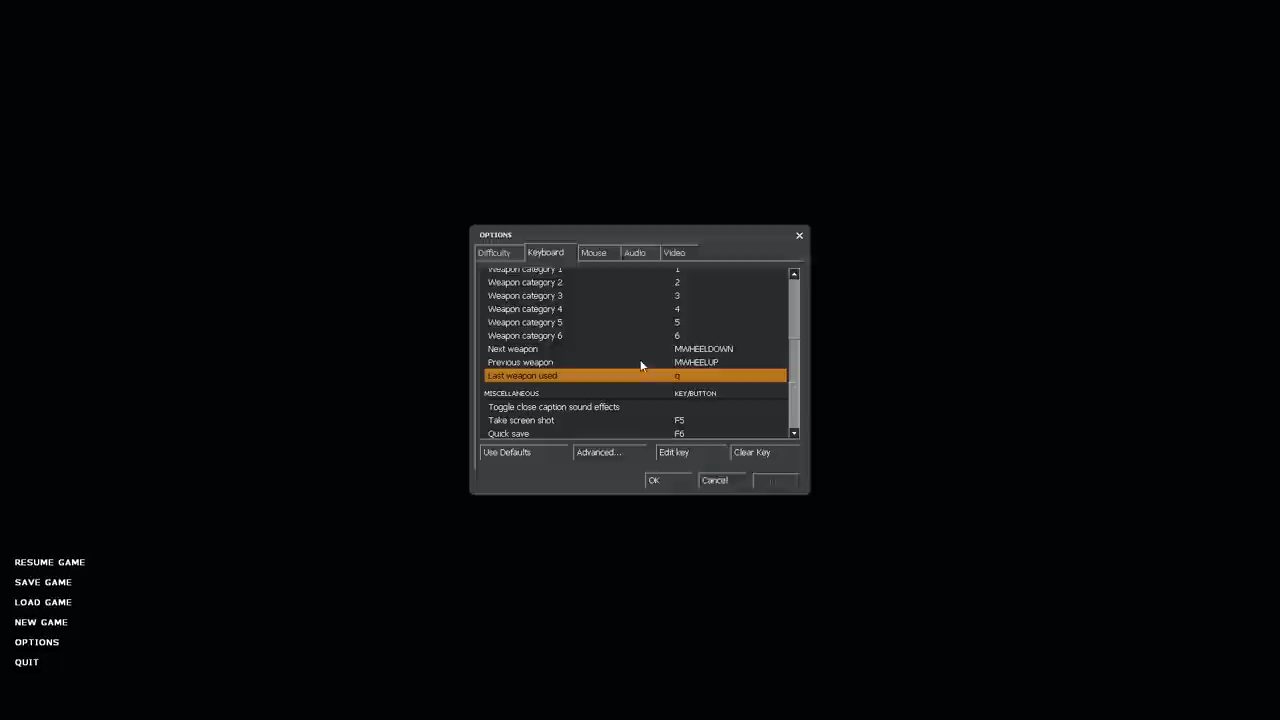 OPTIONS
Difficulty Keyboard Mouse Audio Video
Weapon category 1 1
Weapon category 2 2
Weapon category 3 3
Weapon category 4 4
Weapon category 5 5
Weapon category 6 6
Next weapon MWHEELDOWN
Previous weapon MWHEELUP
Last weapon used q
MISCELLANEOUS KEY/BUTTON
Toggle close caption sound effects
Take screen shot F5
Quick save F6
Use Defaults Advanced... Edit key Clear Key
OK Cancel
RESUME GAME
SAVE GAME
LOAD GAME
NEW GAME
OPTIONS
QUIT